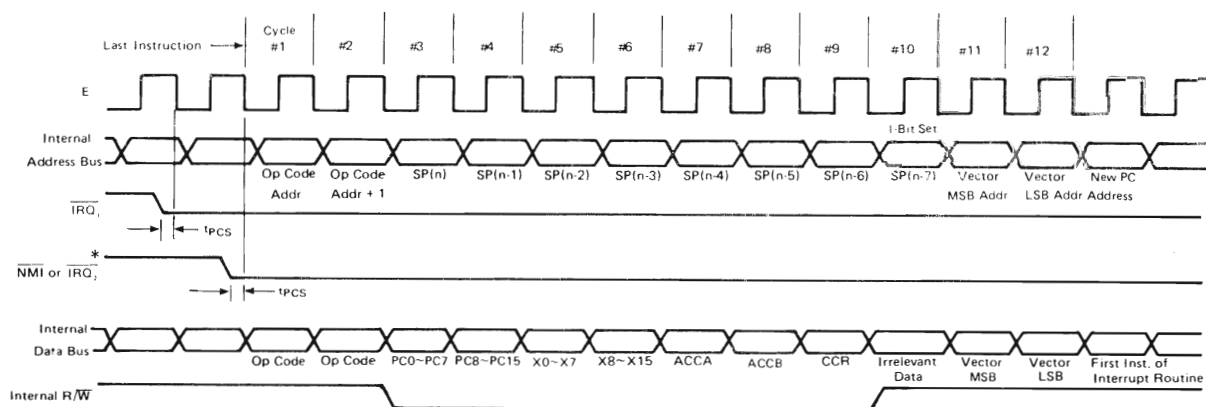 Cycle
Last Instruction #1 #2 #3 #4 #5 #6 #7 #8 #9 #10 #11 #12
E
I-Bit Set
Internal
Address Bus
Op Code Op Code SP(n) SP(n-1) SP(n-2) SP(n-3) SP(n-4) SP(n-5) SP(n-6) SP(n-7) Vector Vector New PC
Addr Addr + 1 MSB Addr LSB Addr Address
IRQ₁
tPCS
NMI or IRQ₂*
tPCS
Internal
Data Bus
Op Code Op Code PC0~PC7 PC8~PC15 X0~X7 X8~X15 ACCA ACCB CCR Irrelevant Vector Vector First Inst. of
Data MSB LSB Interrupt Routine
Internal R/W